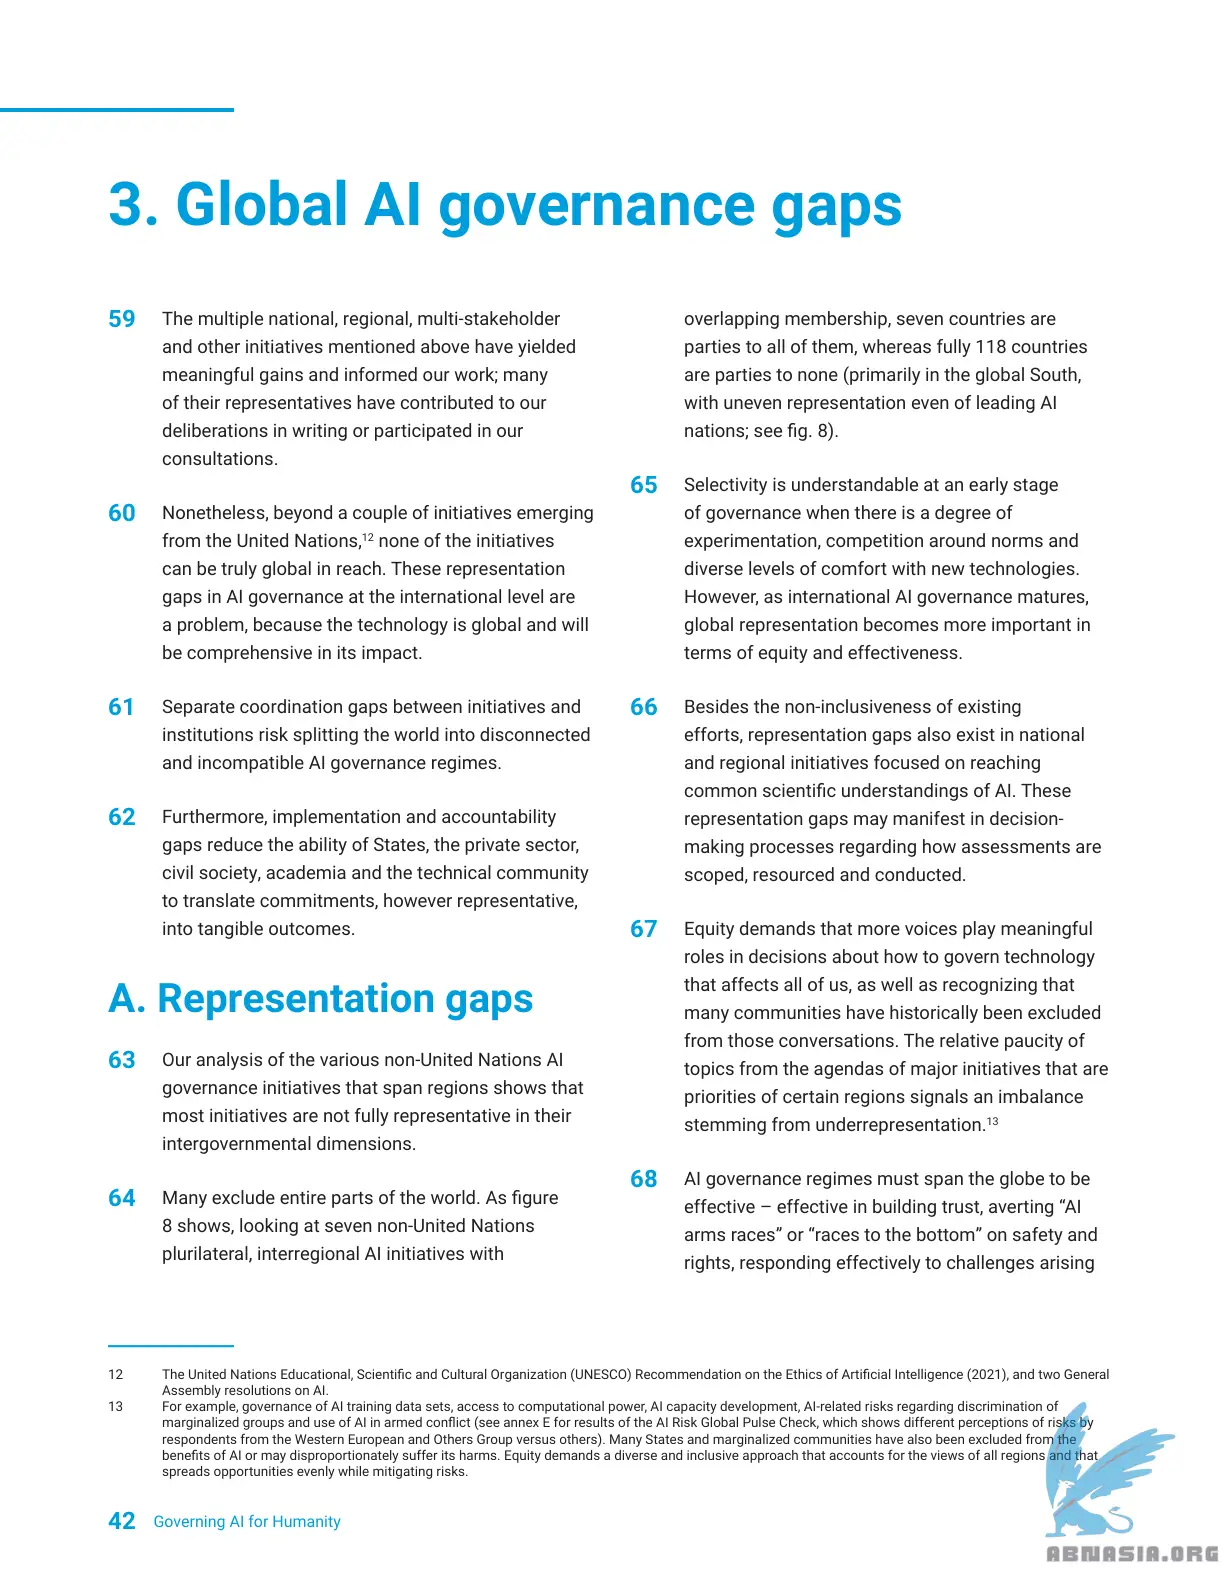 3. Global AI governance gaps
59 The multiple national, regional, multi-stakeholder
and other initiatives mentioned above have yielded
meaningful gains and informed our work; many
of their representatives have contributed to our
deliberations in writing or participated in our
consultations.
60 Nonetheless, beyond a couple of initiatives emerging
from the United Nations,12 none of the initiatives
can be truly global in reach. These representation
gaps in AI governance at the international level are
a problem, because the technology is global and will
be comprehensive in its impact.
61 Separate coordination gaps between initiatives and
institutions risk splitting the world into disconnected
and incompatible AI governance regimes.
62 Furthermore, implementation and accountability
gaps reduce the ability of States, the private sector,
civil society, academia and the technical community
to translate commitments, however representative,
into tangible outcomes.
A. Representation gaps
63 Our analysis of the various non-United Nations AI
governance initiatives that span regions shows that
most initiatives are not fully representative in their
intergovernmental dimensions.
64 Many exclude entire parts of the world. As figure
8 shows, looking at seven non-United Nations
plurilateral, interregional AI initiatives with
overlapping membership, seven countries are
parties to all of them, whereas fully 118 countries
are parties to none (primarily in the global South,
with uneven representation even of leading AI
nations; see fig. 8).
65 Selectivity is understandable at an early stage
of governance when there is a degree of
experimentation, competition around norms and
diverse levels of comfort with new technologies.
However, as international AI governance matures,
global representation becomes more important in
terms of equity and effectiveness.
66 Besides the non-inclusiveness of existing
efforts, representation gaps also exist in national
and regional initiatives focused on reaching
common scientific understandings of AI. These
representation gaps may manifest in decision-
making processes regarding how assessments are
scoped, resourced and conducted.
67 Equity demands that more voices play meaningful
roles in decisions about how to govern technology
that affects all of us, as well as recognizing that
many communities have historically been excluded
from those conversations. The relative paucity of
topics from the agendas of major initiatives that are
priorities of certain regions signals an imbalance
stemming from underrepresentation.13
68 AI governance regimes must span the globe to be
effective – effective in building trust, averting “AI
arms races” or “races to the bottom” on safety and
rights, responding effectively to challenges arising
12 The United Nations Educational, Scientific and Cultural Organization (UNESCO) Recommendation on the Ethics of Artificial Intelligence (2021), and two General
Assembly resolutions on AI.
13 For example, governance of AI training data sets, access to computational power, AI capacity development, AI-related risks regarding discrimination of
marginalized groups and use of AI in armed conflict (see annex E for results of the AI Risk Global Pulse Check, which shows different perceptions of risks by
respondents from the Western European and Others Group versus others). Many States and marginalized communities have also been excluded from the
benefits of AI or may disproportionately suffer its harms. Equity demands a diverse and inclusive approach that accounts for the views of all regions and that
spreads opportunities evenly while mitigating risks.
42 Governing AI for Humanity
ABNASIA.ORG